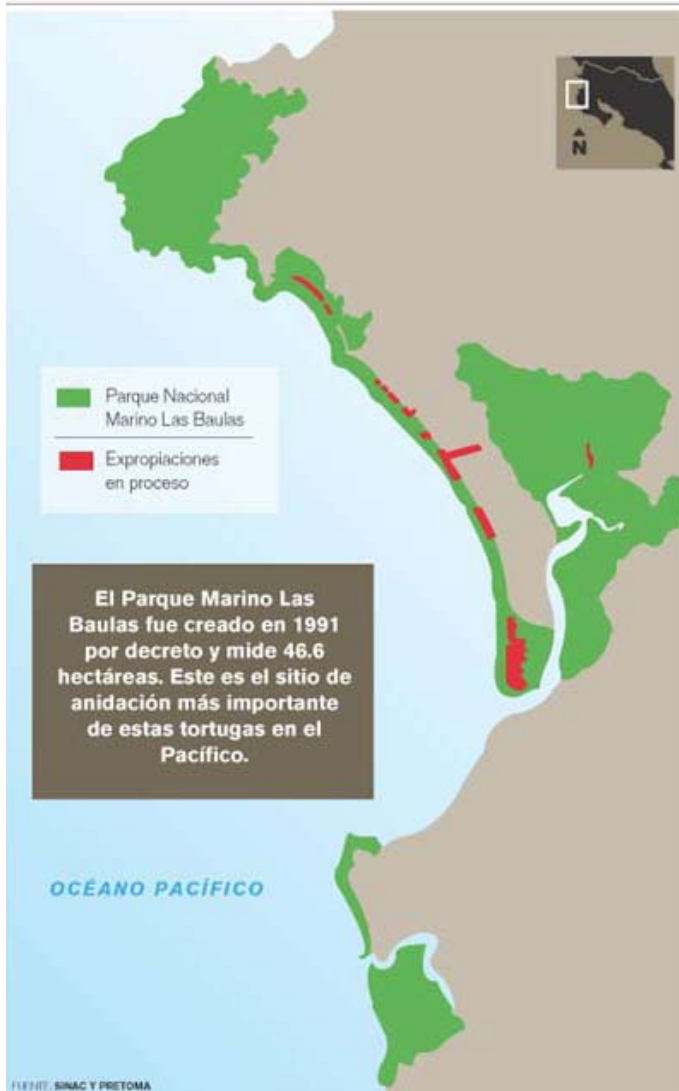 N
Parque Nacional
Marino Las Baulas
Expropiaciones
en proceso
El Parque Marino Las
Baulas fue creado en 1991
por decreto y mide 46.6
hectáreas. Este es el sitio de
anidación más importante
de estas tortugas en el
Pacífico.
OCÉANO PACÍFICO
FUENTE: SINAC Y PRETOMA